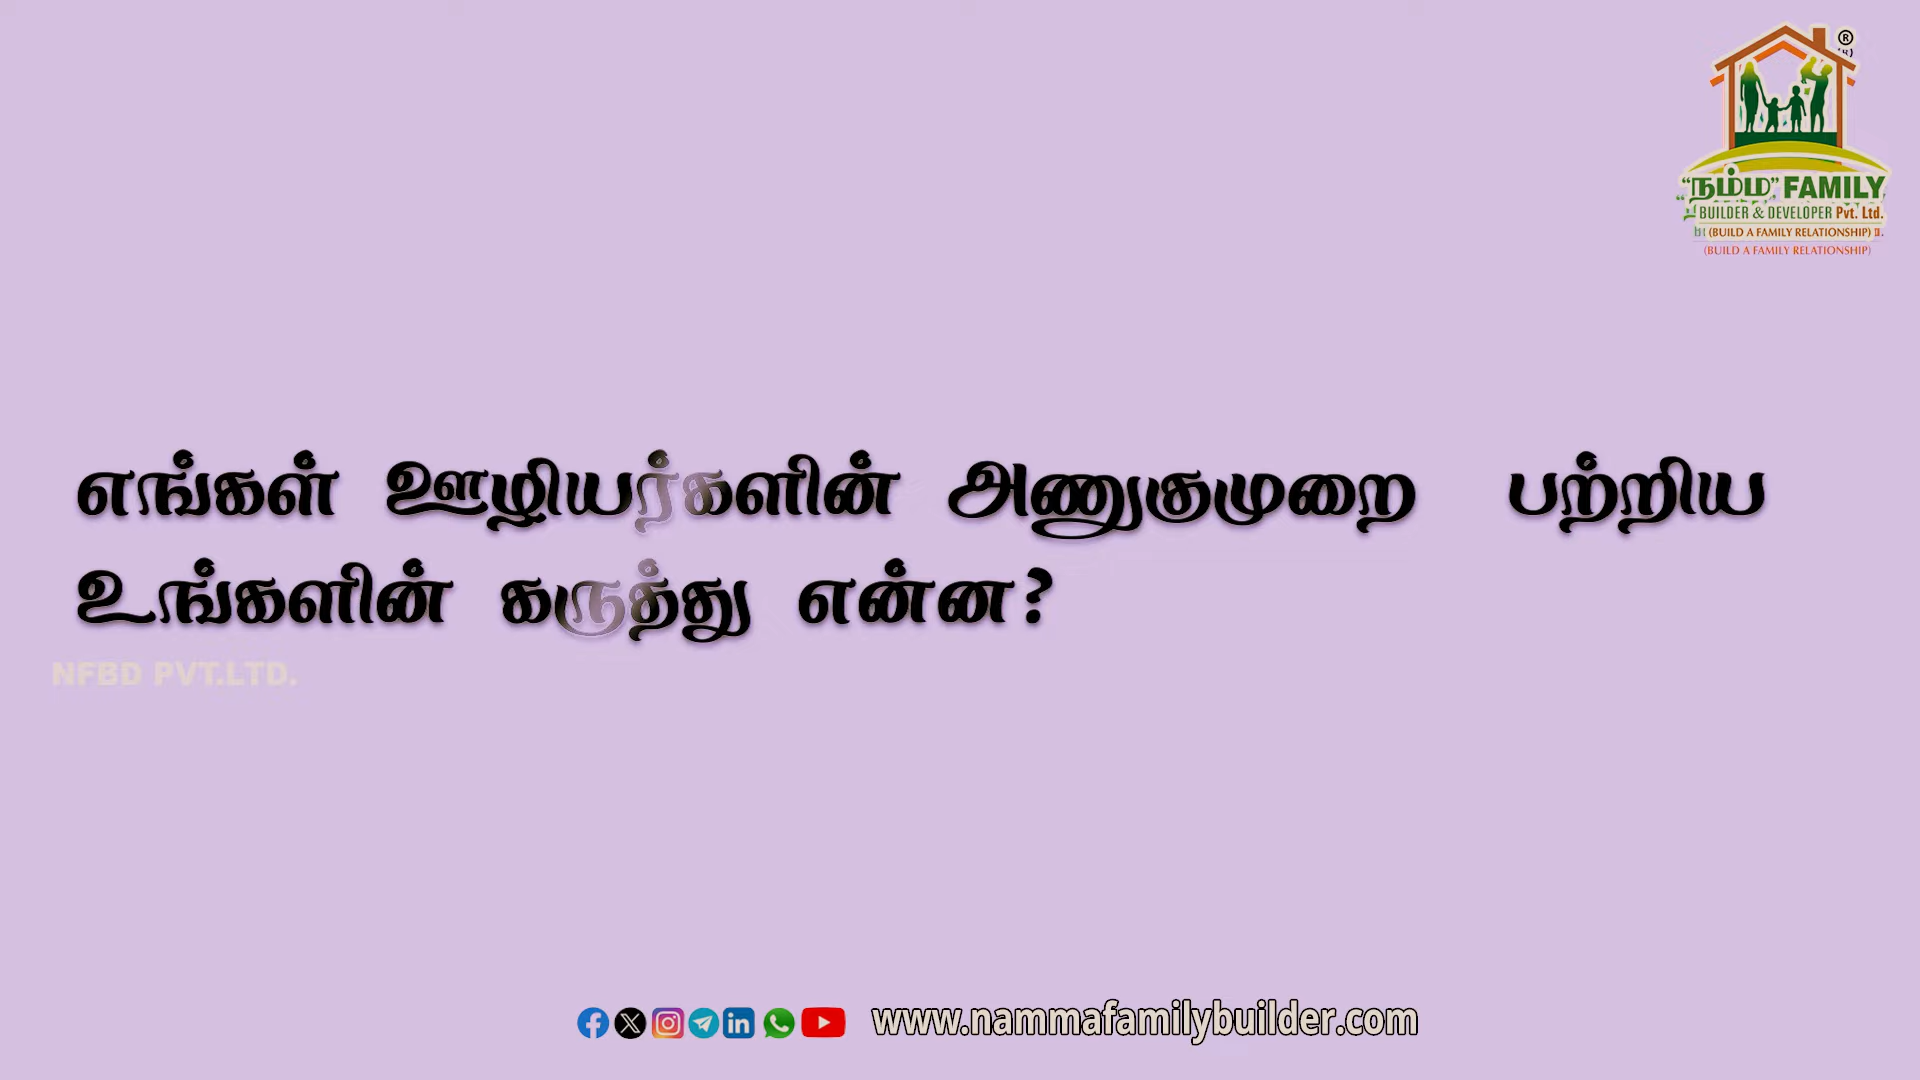 ®
"நம்ம" FAMILY
BUILDER & DEVELOPER Pvt. Ltd.
(BUILD A FAMILY RELATIONSHIP)
(BUILD A FAMILY RELATIONSHIP)
எங்கள் ஊழியர்களின் அணுகுமுறை பற்றிய
உங்களின் கருத்து என்ன?
NFBD PVT.LTD.
www.nammafamilybuilder.com